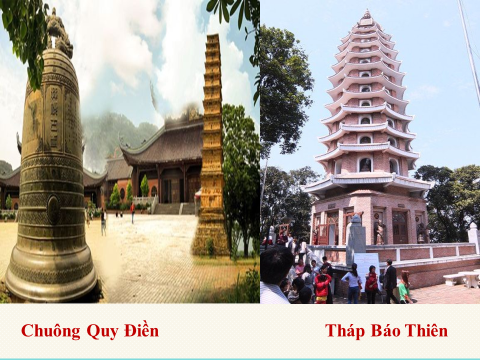 Chuông Quy Điền
Tháp Báo Thiên